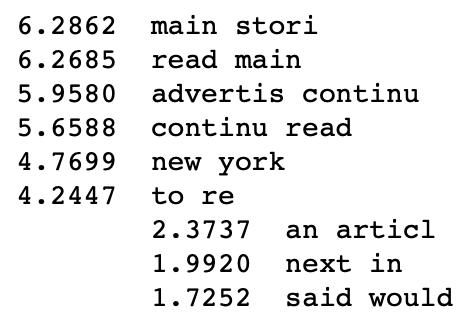 6.2862 main stori
6.2685 read main
5.9580 advertis continu
5.6588 continu read
4.7699 new york
4.2447 to re
2.3737 an articl
1.9920 next in
1.7252 said would